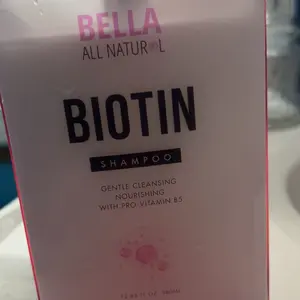 BELLA
ALL NATURAL
BIOTIN
SHAMPOO
GENTLE CLEANSING
NOURISHING
WITH PRO VITAMIN B5